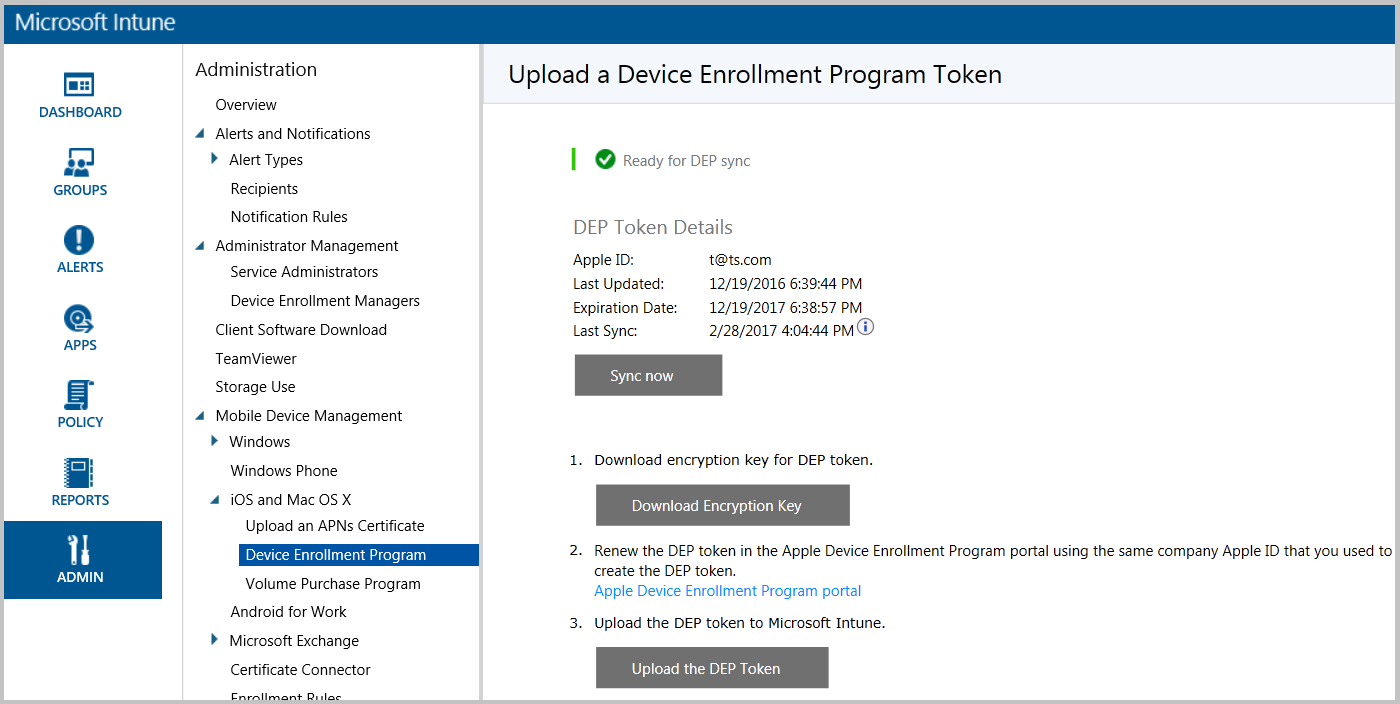 Microsoft Intune
DASHBOARD
GROUPS
ALERTS
APPS
POLICY
REPORTS
ADMIN
Administration
Overview
Alerts and Notifications
Alert Types
Recipients
Notification Rules
Administrator Management
Service Administrators
Device Enrollment Managers
Client Software Download
TeamViewer
Storage Use
Mobile Device Management
Windows
Windows Phone
iOS and Mac OS X
Upload an APNs Certificate
Device Enrollment Program
Volume Purchase Program
Android for Work
Microsoft Exchange
Certificate Connector
Enrollment Rules
Upload a Device Enrollment Program Token
Ready for DEP sync
DEP Token Details
Apple ID: t@ts.com
Last Updated: 12/19/2016 6:39:44 PM
Expiration Date: 12/19/2017 6:38:57 PM
Last Sync: 2/28/2017 4:04:44 PM
Sync now
1. Download encryption key for DEP token.
Download Encryption Key
2. Renew the DEP token in the Apple Device Enrollment Program portal using the same company Apple ID that you used to
create the DEP token.
Apple Device Enrollment Program portal
3. Upload the DEP token to Microsoft Intune.
Upload the DEP Token